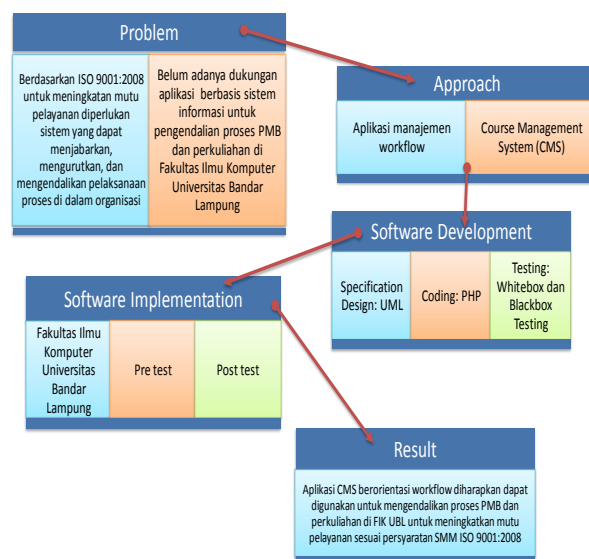 Problem
Berdasarkan ISO 9001:2008
untuk meningkatan mutu
pelayanan diperlukan
sistem yang dapat
menjabarkan,
mengurutkan, dan
mengendalikan pelaksanaan
proses di dalam organisasi
Belum adanya dukungan
aplikasi berbasis sistem
informasi untuk
pengendalian proses PMB
dan perkuliahan di
Fakultas Ilmu Komputer
Universitas Bandar
Lampung
Approach
Aplikasi manajemen
workflow
Course Management
System (CMS)
Software Development
Specification
Design: UML
Coding: PHP
Testing:
Whitebox dan
Blackbox
Testing
Software Implementation
Fakultas Ilmu
Komputer
Universitas
Bandar
Lampung
Pre test
Post test
Result
Aplikasi CMS berorientasi workflow diharapkan dapat
digunakan untuk mengendalikan proses PMB dan
perkuliahan di FIK UBL untuk meningkatkan mutu
pelayanan sesuai persyaratan SMM ISO 9001:2008